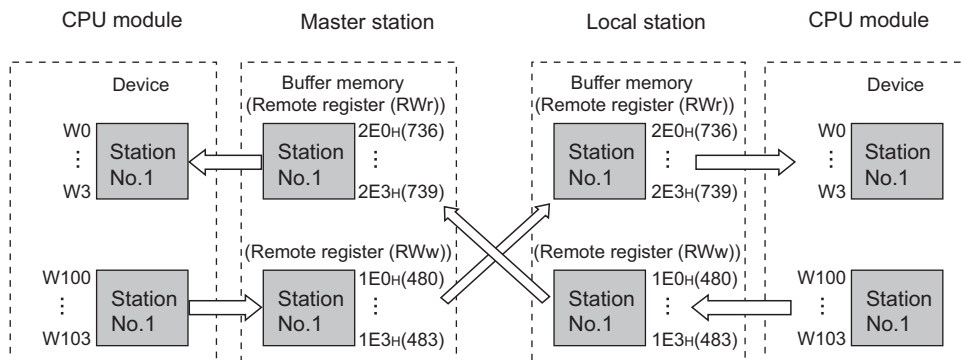 CPU module
Master station
Local station
CPU module
Device
Buffer memory
(Remote register (RWr))
Buffer memory
(Remote register (RWr))
Device
W0
⋮
W3
Station
No.1
Station
No.1
2E0H(736)
⋮
2E3H(739)
Station
No.1
2E0H(736)
⋮
2E3H(739)
W0
⋮
W3
Station
No.1
(Remote register (RWw))
(Remote register (RWw))
W100
⋮
W103
Station
No.1
Station
No.1
1E0H(480)
⋮
1E3H(483)
Station
No.1
1E0H(480)
⋮
1E3H(483)
W100
⋮
W103
Station
No.1